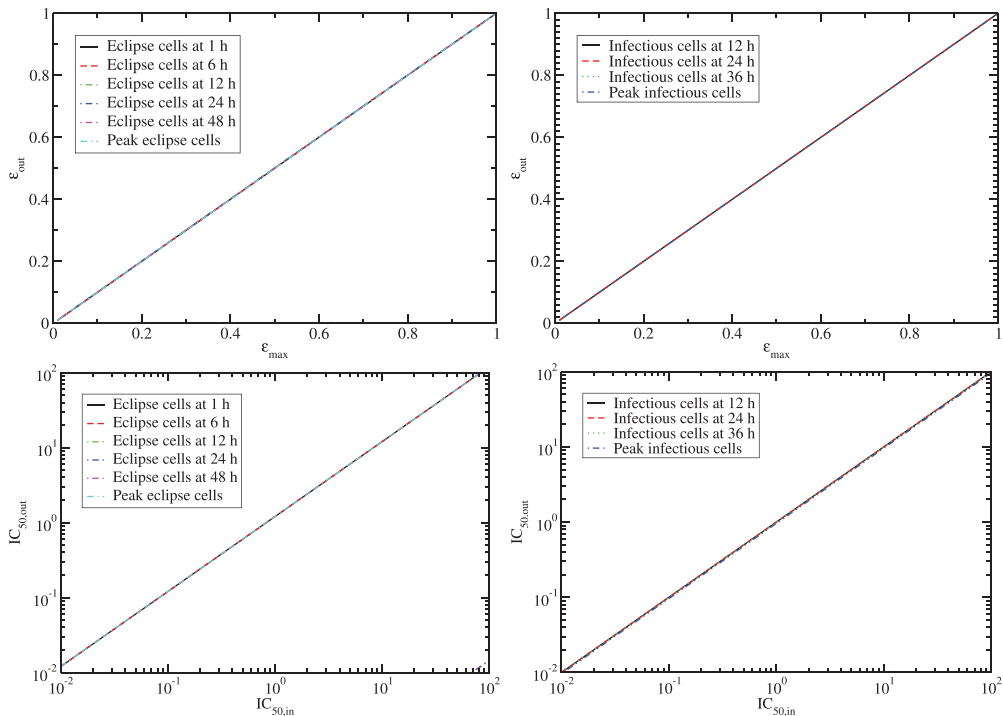 1
0.8
0.6
0.4
0.2
0
ε_out
Eclipse cells at 1 h
Eclipse cells at 6 h
Eclipse cells at 12 h
Eclipse cells at 24 h
Eclipse cells at 48 h
Peak eclipse cells
0 0.2 0.4 0.6 0.8 1
ε_max
1
0.8
0.6
0.4
0.2
0
ε_out
Infectious cells at 12 h
Infectious cells at 24 h
Infectious cells at 36 h
Peak infectious cells
0 0.2 0.4 0.6 0.8 1
ε_max
10^2
10^1
10^0
10^-1
10^-2
IC_50,out
Eclipse cells at 1 h
Eclipse cells at 6 h
Eclipse cells at 12 h
Eclipse cells at 24 h
Eclipse cells at 48 h
Peak eclipse cells
10^-2 10^-1 10^0 10^1 10^2
IC_50,in
10^2
10^1
10^0
10^-1
10^-2
IC_50.out
Infectious cells at 12 h
Infectious cells at 24 h
Infectious cells at 36 h
Peak infectious cells
10^-2 10^-1 10^0 10^1 10^2
IC_50,in